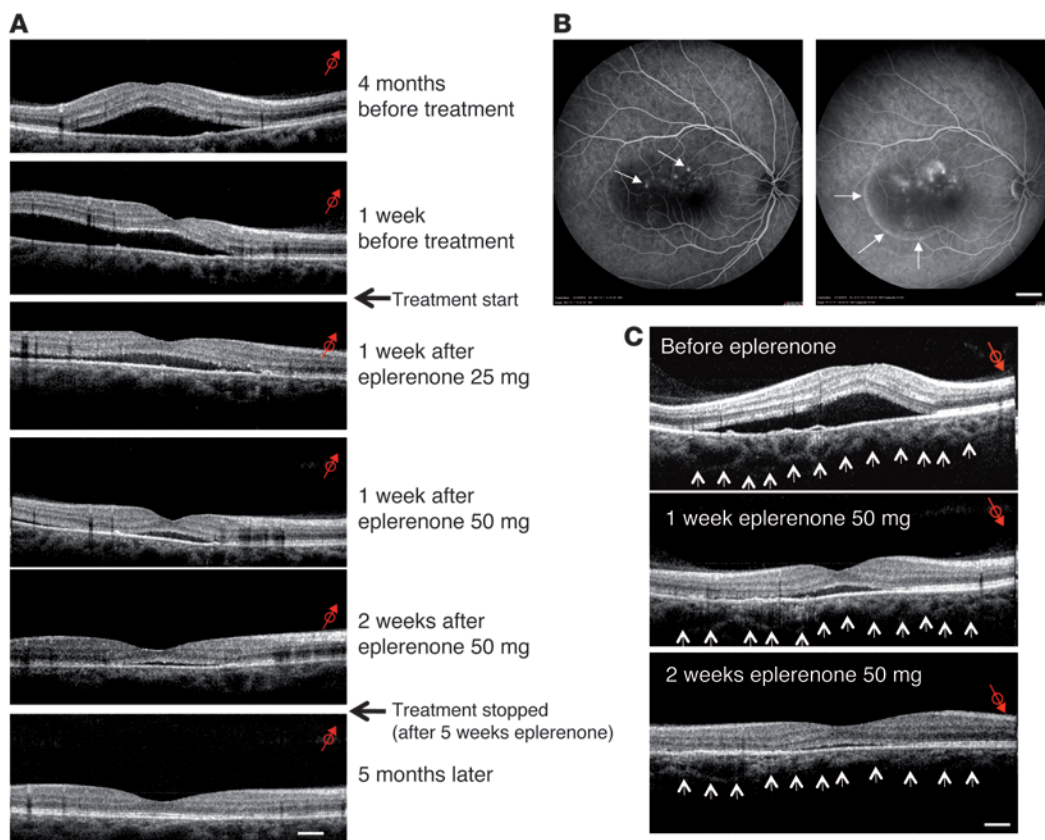 A
4 months
before treatment
1 week
before treatment
Treatment start
1 week after
eplerenone 25 mg
1 week after
eplerenone 50 mg
2 weeks after
eplerenone 50 mg
Treatment stopped
(after 5 weeks eplerenone)
5 months later
B
C
Before eplerenone
1 week eplerenone 50 mg
2 weeks eplerenone 50 mg